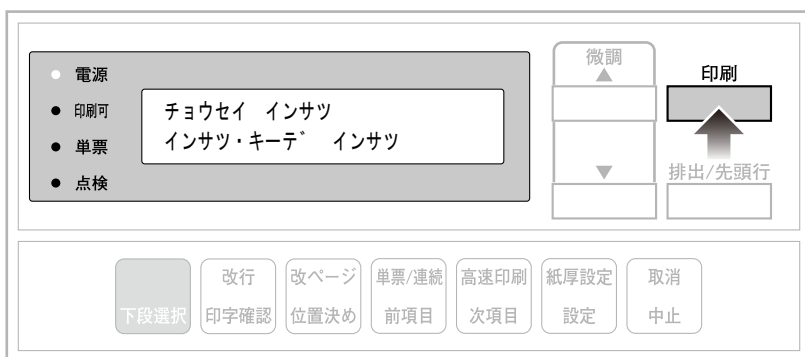 電源
印刷可
単票
点検
チョウセイ インサツ
インサツ・キーデ゛ インサツ
微調
▲
▼
印刷
排出/先頭行
下段選択
改行
印字確認
改ページ
位置決め
単票/連続
前項目
高速印刷
次項目
紙厚設定
設定
取消
中止